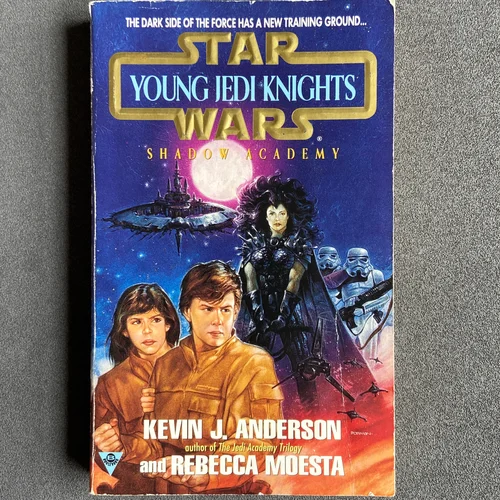 THE DARK SIDE OF THE FORCE HAS A NEW TRAINING GROUND...
STAR
YOUNG JEDI KNIGHTS
WARS®
SHADOW ACADEMY
KEVIN J. ANDERSON
author of The Jedi Academy Trilogy
and REBECCA MOESTA